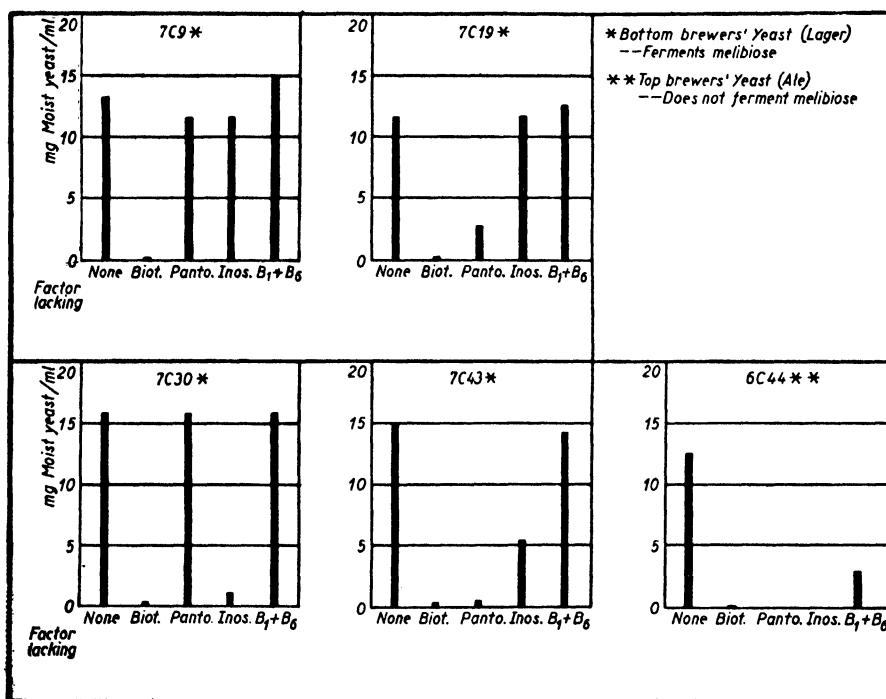 7C9*
20
15
10
5
0
mg Moist yeast/ml.
None Biot. Panto. Inos. B₁+B₆
Factor
lacking
7C19*
20
15
10
5
0
None Biot. Panto. Inos. B₁+B₆
* Bottom brewers' Yeast (Lager)
-- Ferments melibiose
** Top brewers' Yeast (Ale)
-- Does not ferment melibiose
7C30*
20
15
10
5
0
mg Moist yeast/ml
None Biot. Panto. Inos. B₁+B₆
Factor
lacking
7C43*
20
15
10
5
0
None Biot. Panto. Inos. B₁+B₆
6C44**
20
15
10
5
0
None Biot. Panto. Inos. B₁+B₆